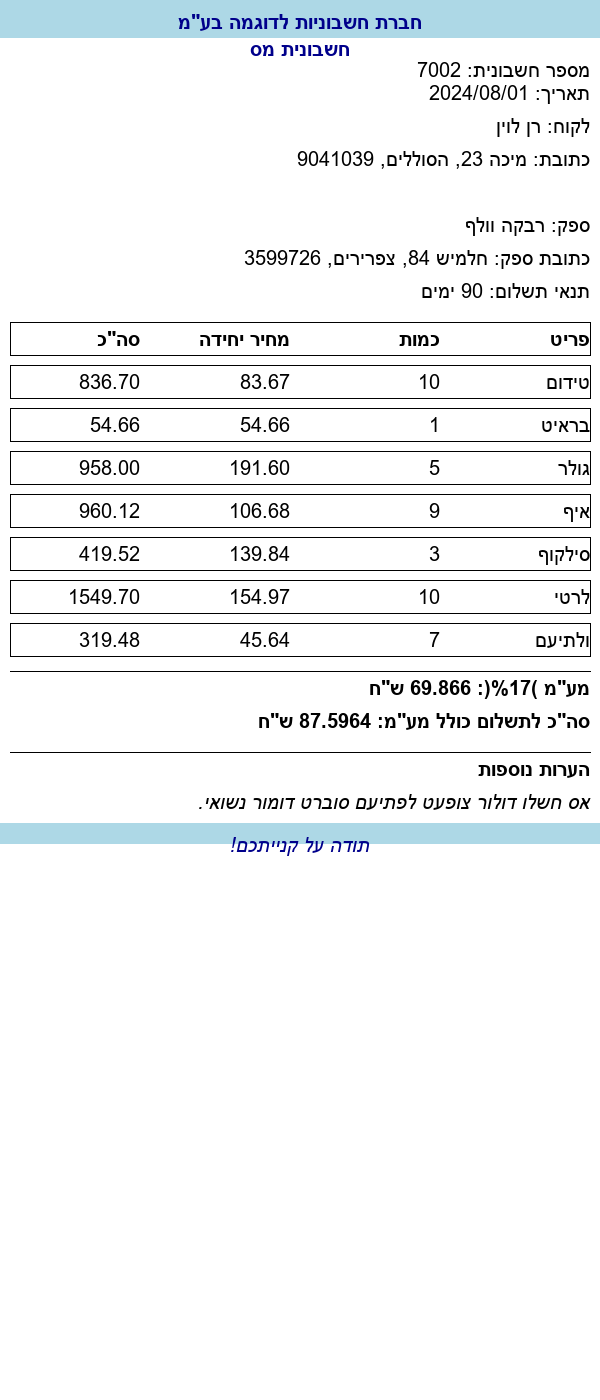 חברת חשבוניות לדוגמה בע"מ
חשבונית מס
מספר חשבונית: 7002
תאריך: 2024/08/01
לקוח: רן לוין
כתובת: מיכה 23, הסוללים, 9041039
ספק: רבקה וולף
כתובת ספק: חלמיש 84, צפרירים, 3599726
תנאי תשלום: 90 ימים
פריט כמות מחיר יחידה סה"כ
טידום 10 83.67 836.70
בראיט 1 54.66 54.66
גולר 5 191.60 958.00
איף 9 106.68 960.12
סילקוף 3 139.84 419.52
לרטי 10 154.97 1549.70
ולתיעם 7 45.64 319.48
מע"מ )17%(: 69.866 ש"ח
סה"כ לתשלום כולל מע"מ: 87.5964 ש"ח
הערות נוספות
אס חשלו דולור צופעט לפתיעם סוברט דומור נשואי.
תודה על קנייתכם!